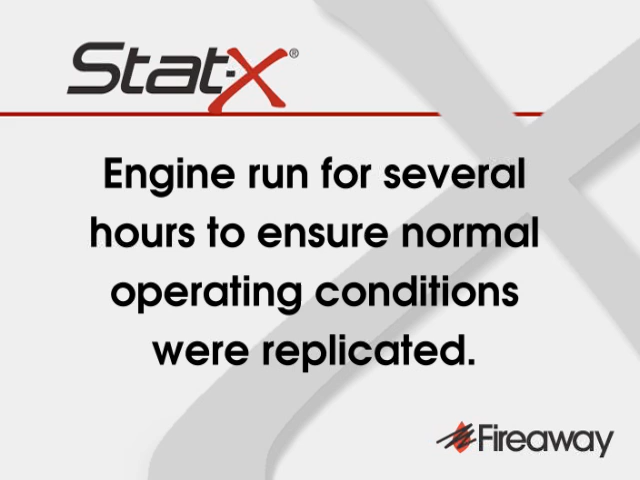 Stat-X®
Engine run for several
hours to ensure normal
operating conditions
were replicated.
Fireaway